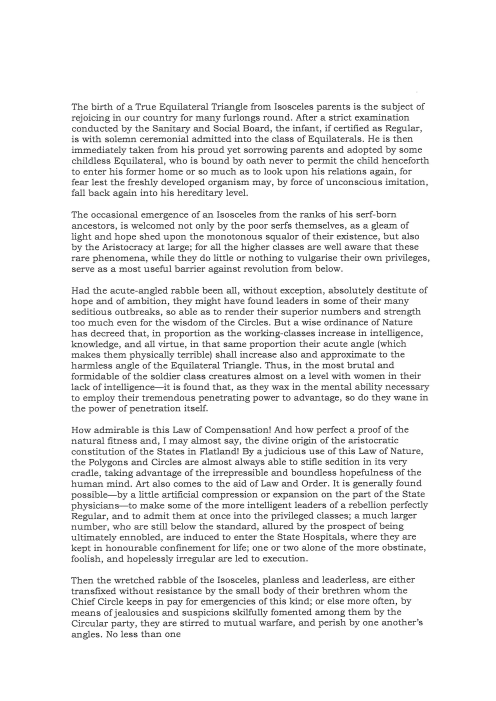 The birth of a True Equilateral Triangle from Isosceles parents is the subject of
rejoicing in our country for many furlongs round. After a strict examination
conducted by the Sanitary and Social Board, the infant, if certified as Regular,
is with solemn ceremonial admitted into the class of Equilaterals. He is then
immediately taken from his proud yet sorrowing parents and adopted by some
childless Equilateral, who is bound by oath never to permit the child henceforth
to enter his former home or so much as to look upon his relations again, for
fear lest the freshly developed organism may, by force of unconscious imitation,
fall back again into his hereditary level.

The occasional emergence of an Isosceles from the ranks of his serf-born
ancestors, is welcomed not only by the poor serfs themselves, as a gleam of
light and hope shed upon the monotonous squalor of their existence, but also
by the Aristocracy at large; for all the higher classes are well aware that these
rare phenomena, while they do little or nothing to vulgarise their own privileges,
serve as a most useful barrier against revolution from below.

Had the acute-angled rabble been all, without exception, absolutely destitute of
hope and of ambition, they might have found leaders in some of their many
seditious outbreaks, so able as to render their superior numbers and strength
too much even for the wisdom of the Circles. But a wise ordinance of Nature
has decreed that, in proportion as the working-classes increase in intelligence,
knowledge, and all virtue, in that same proportion their acute angle (which
makes them physically terrible) shall increase also and approximate to the
harmless angle of the Equilateral Triangle. Thus, in the most brutal and
formidable of the soldier class creatures almost on a level with women in their
lack of intelligence—it is found that, as they wax in the mental ability necessary
to employ their tremendous penetrating power to advantage, so do they wane in
the power of penetration itself.

How admirable is this Law of Compensation! And how perfect a proof of the
natural fitness and, I may almost say, the divine origin of the aristocratic
constitution of the States in Flatland! By a judicious use of this Law of Nature,
the Polygons and Circles are almost always able to stifle sedition in its very
cradle, taking advantage of the irrepressible and boundless hopefulness of the
human mind. Art also comes to the aid of Law and Order. It is generally found
possible—by a little artificial compression or expansion on the part of the State
physicians—to make some of the more intelligent leaders of a rebellion perfectly
Regular, and to admit them at once into the privileged classes; a much larger
number, who are still below the standard, allured by the prospect of being
ultimately ennobled, are induced to enter the State Hospitals, where they are
kept in honourable confinement for life; one or two alone of the more obstinate,
foolish, and hopelessly irregular are led to execution.

Then the wretched rabble of the Isosceles, planless and leaderless, are either
transfixed without resistance by the small body of their brethren whom the
Chief Circle keeps in pay for emergencies of this kind; or else more often, by
means of jealousies and suspicions skilfully fomented among them by the
Circular party, they are stirred to mutual warfare, and perish by one another's
angles. No less than one